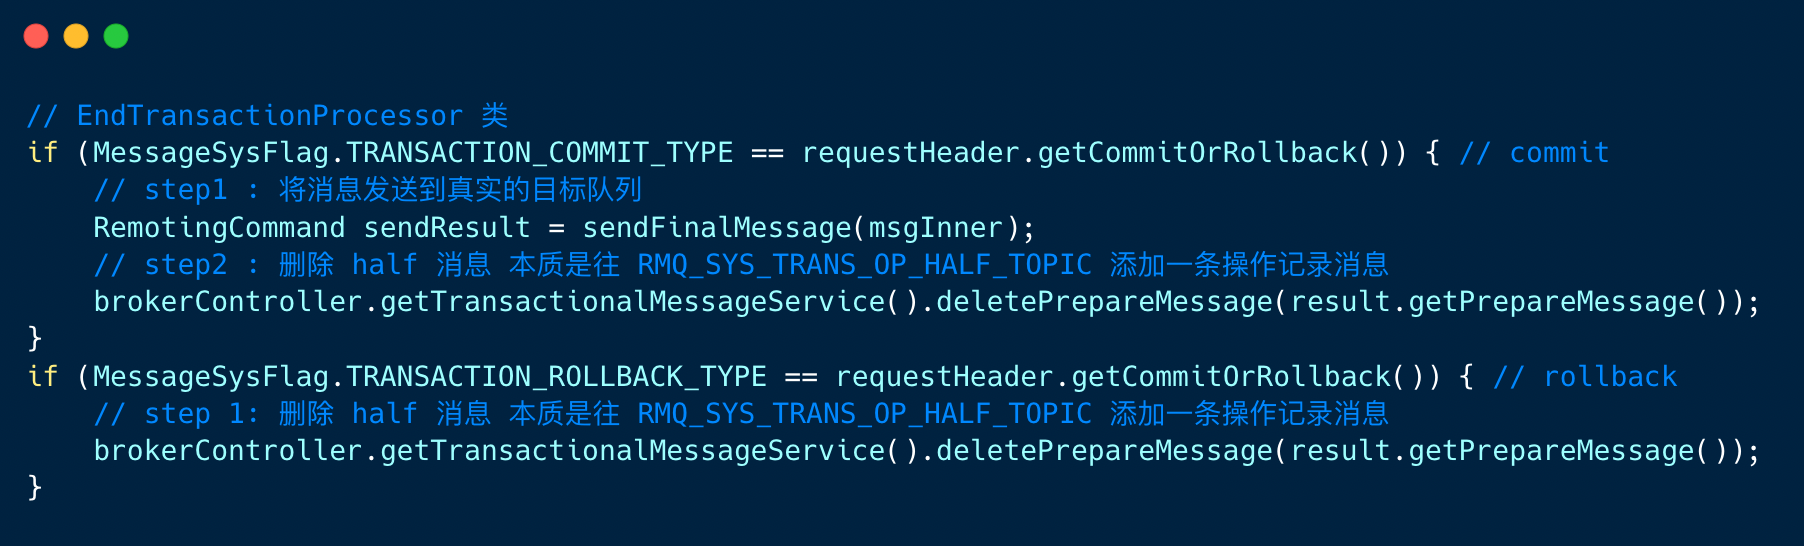 // EndTransactionProcessor 类
if (MessageSysFlag.TRANSACTION_COMMIT_TYPE == requestHeader.getCommitOrRollback()) { // commit
    // step1 : 将消息发送到真实的目标队列
    RemotingCommand sendResult = sendFinalMessage(msgInner);
    // step2 : 删除 half 消息 本质是往 RMQ_SYS_TRANS_OP_HALF_TOPIC 添加一条操作记录消息
    brokerController.getTransactionalMessageService().deletePrepareMessage(result.getPrepareMessage());
}
if (MessageSysFlag.TRANSACTION_ROLLBACK_TYPE == requestHeader.getCommitOrRollback()) { // rollback
    // step 1: 删除 half 消息 本质是往 RMQ_SYS_TRANS_OP_HALF_TOPIC 添加一条操作记录消息
    brokerController.getTransactionalMessageService().deletePrepareMessage(result.getPrepareMessage());
}